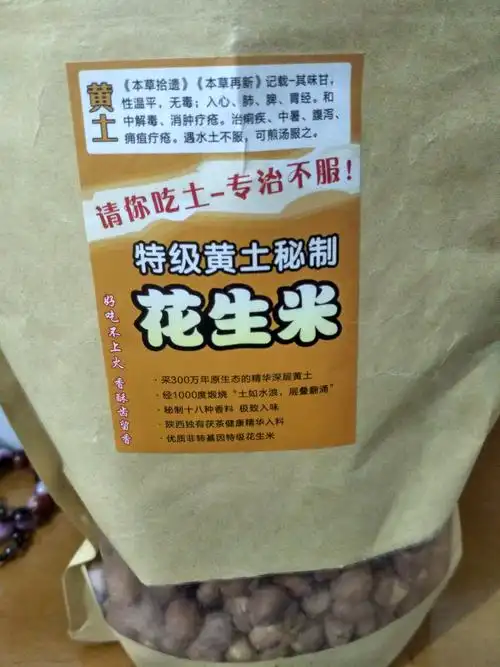 黄土
《本草拾遗》《本草再新》记载-其味甘,
性温平，无毒；入心、肺、脾、胃经。和
中解毒、消肿疗疮。治痢疾、中暑、腹泻、
痈疽疗疮。遇水土不服，可煎汤服之。
请你吃土-专治不服！
特级黄土秘制
花生米
好吃不上火 香酥齿留香
·采300万年原生态的精华深层黄土
·经1000度煅烧“土如水浪，层叠翻涌”
·秘制十八种香料 极致入味
·陕西独有茯茶健康精华入料
·优质非转基因特级花生米